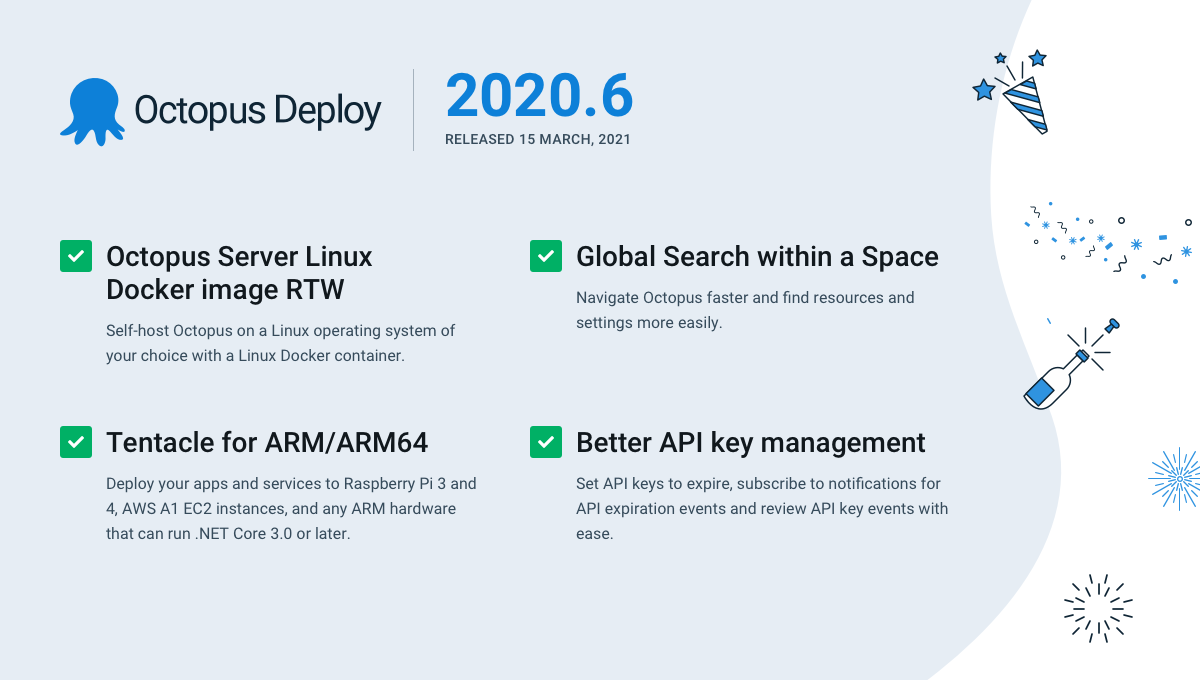 Octopus Deploy
2020.6
RELEASED 15 MARCH, 2021
Octopus Server Linux
Docker image RTW
Self-host Octopus on a Linux operating system of
your choice with a Linux Docker container.
Global Search within a Space
Navigate Octopus faster and find resources and
settings more easily.
Tentacle for ARM/ARM64
Deploy your apps and services to Raspberry Pi 3 and
4, AWS A1 EC2 instances, and any ARM hardware
that can run .NET Core 3.0 or later.
Better API key management
Set API keys to expire, subscribe to notifications for
API expiration events and review API key events with
ease.